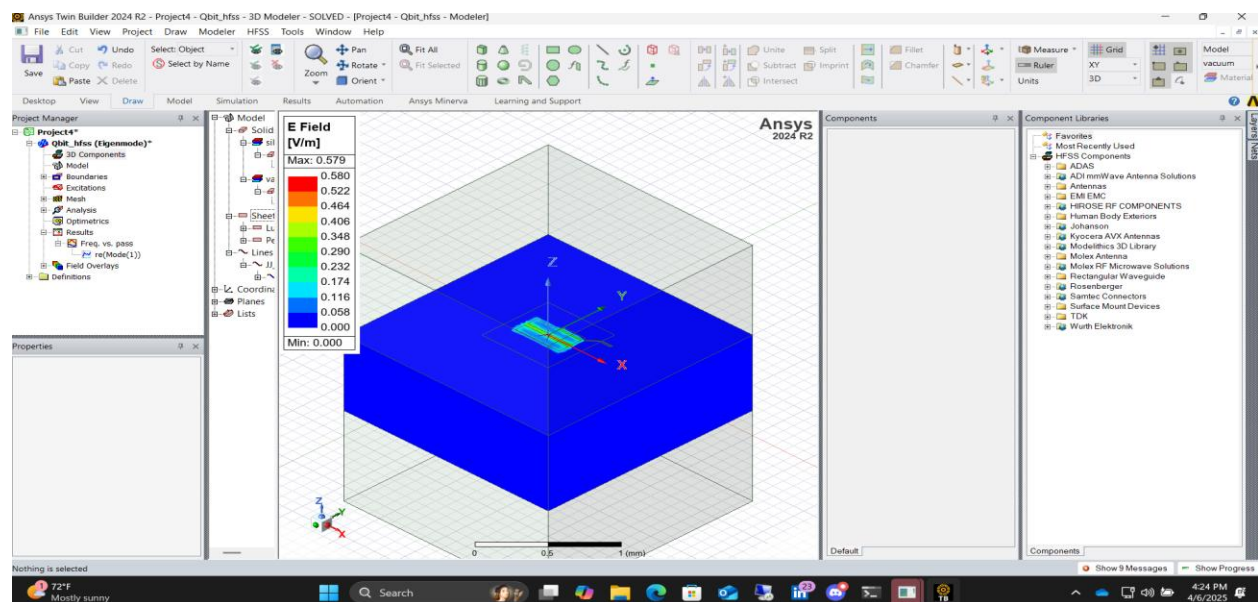 Ansys Twin Builder 2024 R2 - Project4 - Qbit_hfss - 3D Modeler - SOLVED - [Project4 - Qbit_hfss - Modeler]
File Edit View Project Draw Modeler HFSS Tools Window Help
Save
Cut
Copy
Paste
Undo
Redo
Delete
Select: Object
Select by Name
Zoom
Pan
Rotate
Orient
Fit All
Fit Selected
Unite
Subtract
Intersect
Split
Imprint
Fillet
Chamfer
Measure
Ruler
Units
Grid
XY
3D
Model
vacuum
Material
Desktop View Draw Model Simulation Results Automation Ansys Minerva Learning and Support
Project Manager
Project4*
Qbit_hfss (Eigenmode)*
3D Components
Model
Boundaries
Excitations
Mesh
Analysis
Optimetrics
Results
Freq. vs. pass
re(Mode(1))
Field Overlays
Definitions
Properties
Model
Solid
sil
va
Sheet
Lu
Pe
Lines
JJ_
Coordina
Planes
Lists
E Field
[V/m]
Max: 0.579
0.580
0.522
0.464
0.406
0.348
0.290
0.232
0.174
0.116
0.058
0.000
Min: 0.000
Ansys
2024 R2
Z
Y
X
Z
Y
X
0 0.5 1 (mm)
Components
Default
Component Libraries
Favorites
Most Recently Used
HFSS Components
ADAS
ADI mmWave Antenna Solutions
Antennas
EMI EMC
HIROSE RF COMPONENTS
Human Body Exteriors
Johanson
Kyocera AVX Antennas
Modelithics 3D Library
Molex Antenna
Molex RF Microwave Solutions
Rectangular Waveguide
Rosenberger
Samtec Connectors
Surface Mount Devices
TDK
Wurth Elektronik
Components
Layers
Nets
Nothing is selected
Show 9 Messages
Show Progress
1
72°F
Mostly sunny
Search
23
TB
4:24 PM
4/6/2025